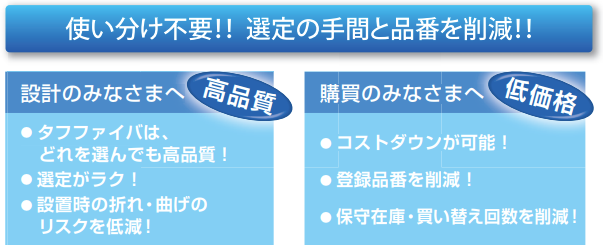 使い分け不要!! 選定の手間と品番を削減!!
設計のみなさまへ 高品質
● タフファイバは、
どれを選んでも高品質！
● 選定がラク！
● 設置時の折れ・曲げの
リスクを低減！
購買のみなさまへ 低価格
● コストダウンが可能！
● 登録品番を削減！
● 保守在庫・買い替え回数を削減！